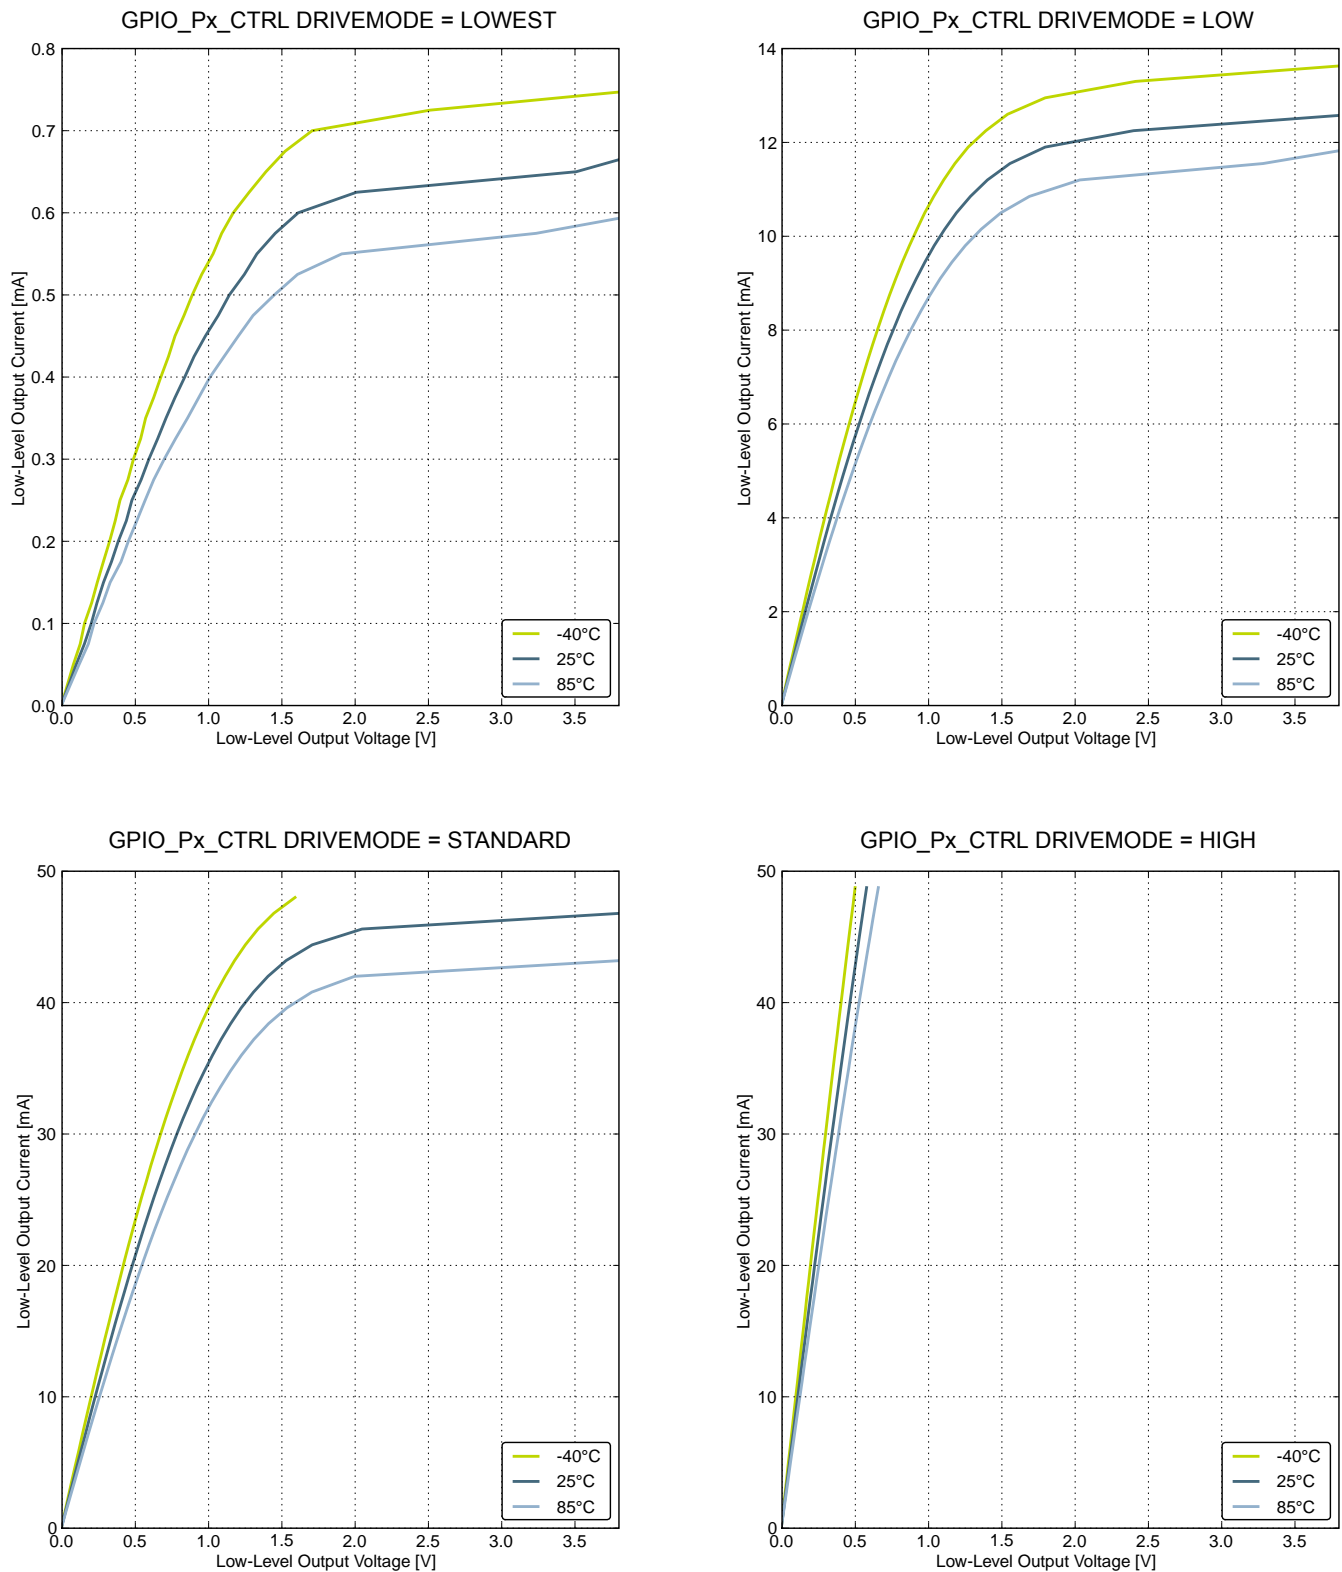 GPIO_Px_CTRL DRIVEMODE = LOWEST
0.8
0.7
0.6
0.5
0.4
0.3
0.2
0.1
0.0
Low-Level Output Current [mA]
-40°C
25°C
85°C
0.0 0.5 1.0 1.5 2.0 2.5 3.0 3.5
Low-Level Output Voltage [V]
GPIO_Px_CTRL DRIVEMODE = LOW
14
12
10
8
6
4
2
0
Low-Level Output Current [mA]
-40°C
25°C
85°C
0.0 0.5 1.0 1.5 2.0 2.5 3.0 3.5
Low-Level Output Voltage [V]
GPIO_Px_CTRL DRIVEMODE = STANDARD
50
40
30
20
10
0
Low-Level Output Current [mA]
-40°C
25°C
85°C
0.0 0.5 1.0 1.5 2.0 2.5 3.0 3.5
Low-Level Output Voltage [V]
GPIO_Px_CTRL DRIVEMODE = HIGH
50
40
30
20
10
0
Low-Level Output Current [mA]
-40°C
25°C
85°C
0.0 0.5 1.0 1.5 2.0 2.5 3.0 3.5
Low-Level Output Voltage [V]